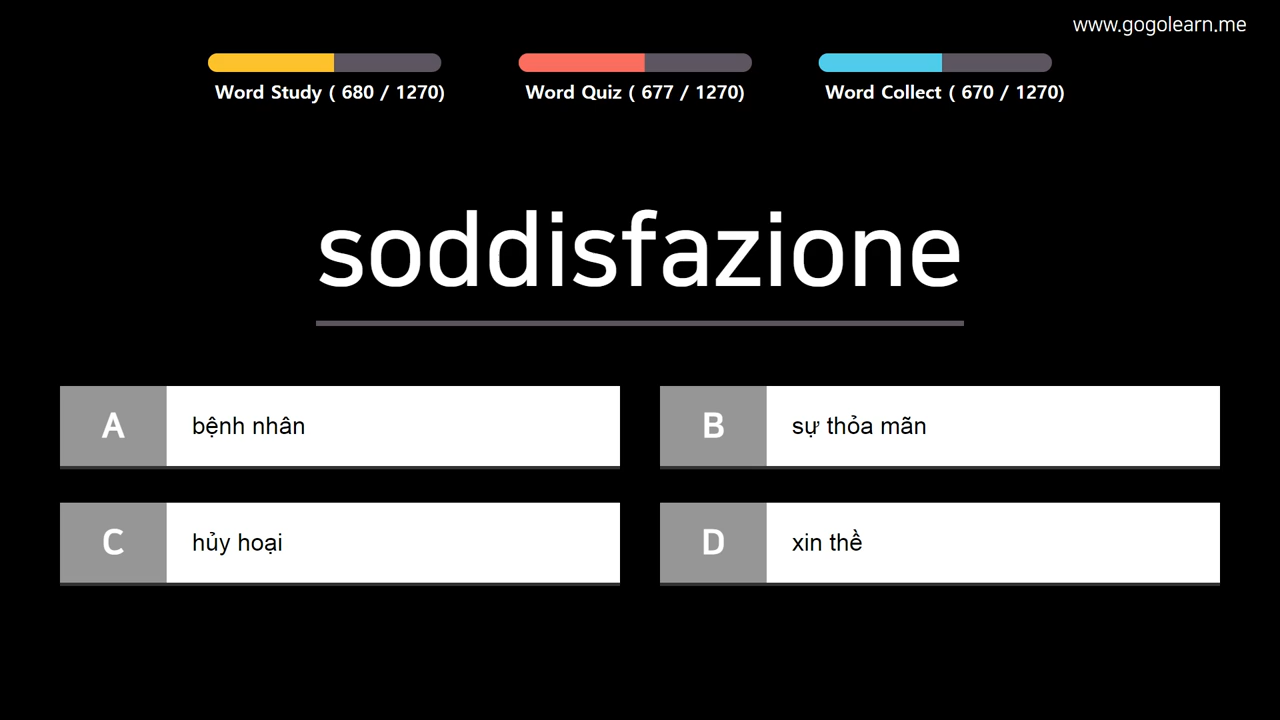 www.gogolearn.me
Word Study ( 680 / 1270)
Word Quiz ( 677 / 1270)
Word Collect ( 670 / 1270)
soddisfazione
A bệnh nhân
B sự thỏa mãn
C hủy hoại
D xin thề